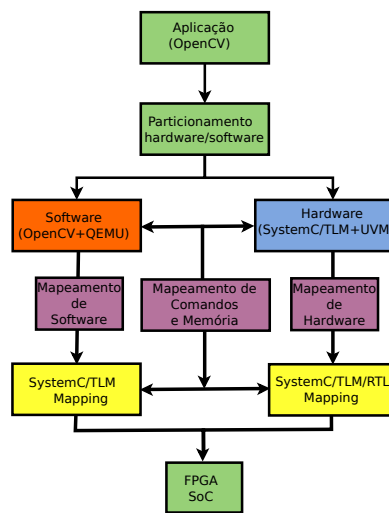 Aplicação
(OpenCV)
Particionamento
hardware/software
Software
(OpenCV+QEMU)
Hardware
(SystemC/TLM+UVM)
Mapeamento
de
Software
Mapeamento de
Comandos
e Memória
Mapeamento
de
Hardware
SystemC/TLM
Mapping
SystemC/TLM/RTL
Mapping
FPGA
SoC